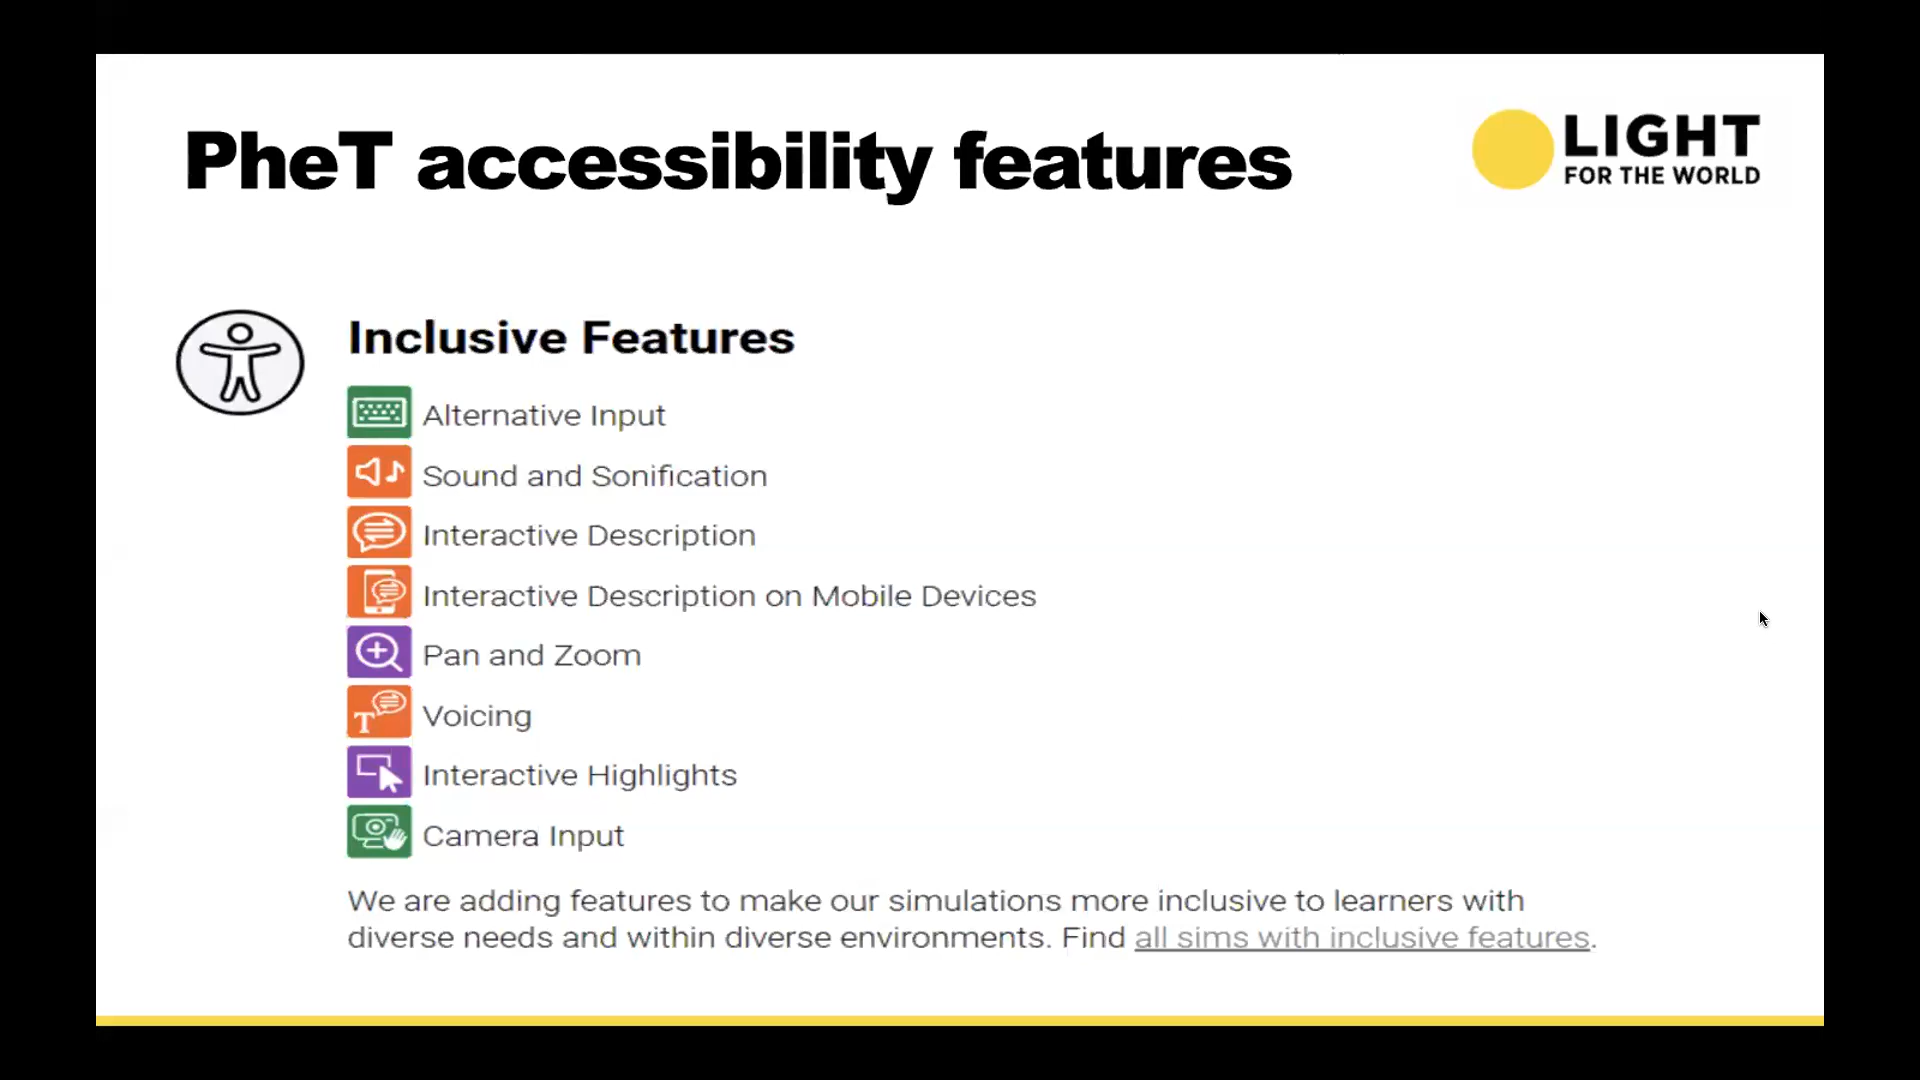 PheT accessibility features
LIGHT
FOR THE WORLD
Inclusive Features
Alternative Input
Sound and Sonification
Interactive Description
Interactive Description on Mobile Devices
Pan and Zoom
T
Voicing
Interactive Highlights
Camera Input
We are adding features to make our simulations more inclusive to learners with
diverse needs and within diverse environments. Find all sims with inclusive features.